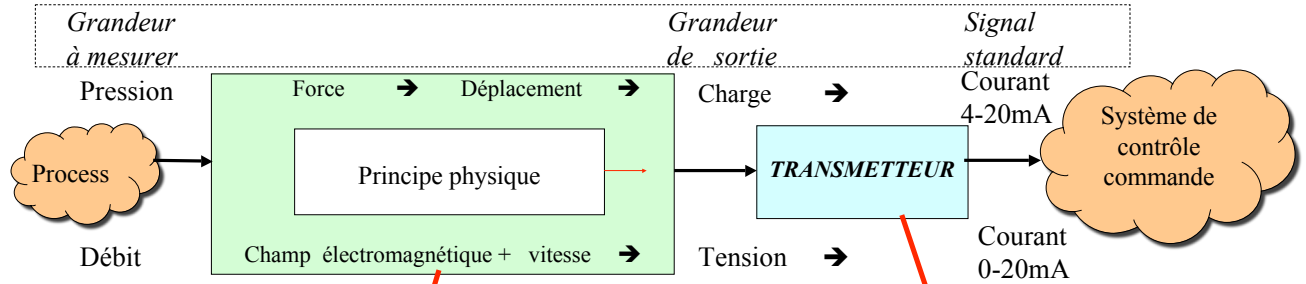 Grandeur
à mesurer
Grandeur
de sortie
Signal
standard
Pression
Force ➔ Déplacement ➔
Charge ➔
Courant
4-20mA
Process
Principe physique
TRANSMETTEUR
Système de
contrôle
commande
Débit
Champ électromagnétique + vitesse ➔
Tension ➔
Courant
0-20mA